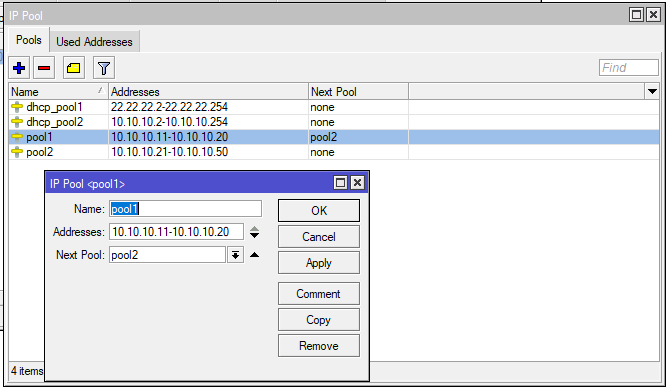 IP Pool
Pools Used Addresses
Find
Name Addresses Next Pool
dhcp_pool1 22.22.22.2-22.22.22.254 none
dhcp_pool2 10.10.10.2-10.10.10.254 none
pool1 10.10.10.11-10.10.10.20 pool2
pool2 10.10.10.21-10.10.10.50 none
IP Pool <pool1>
Name: pool1 OK
Addresses: 10.10.10.11-10.10.10.20 Cancel
Next Pool: pool2 Apply
Comment
Copy
Remove
4 items